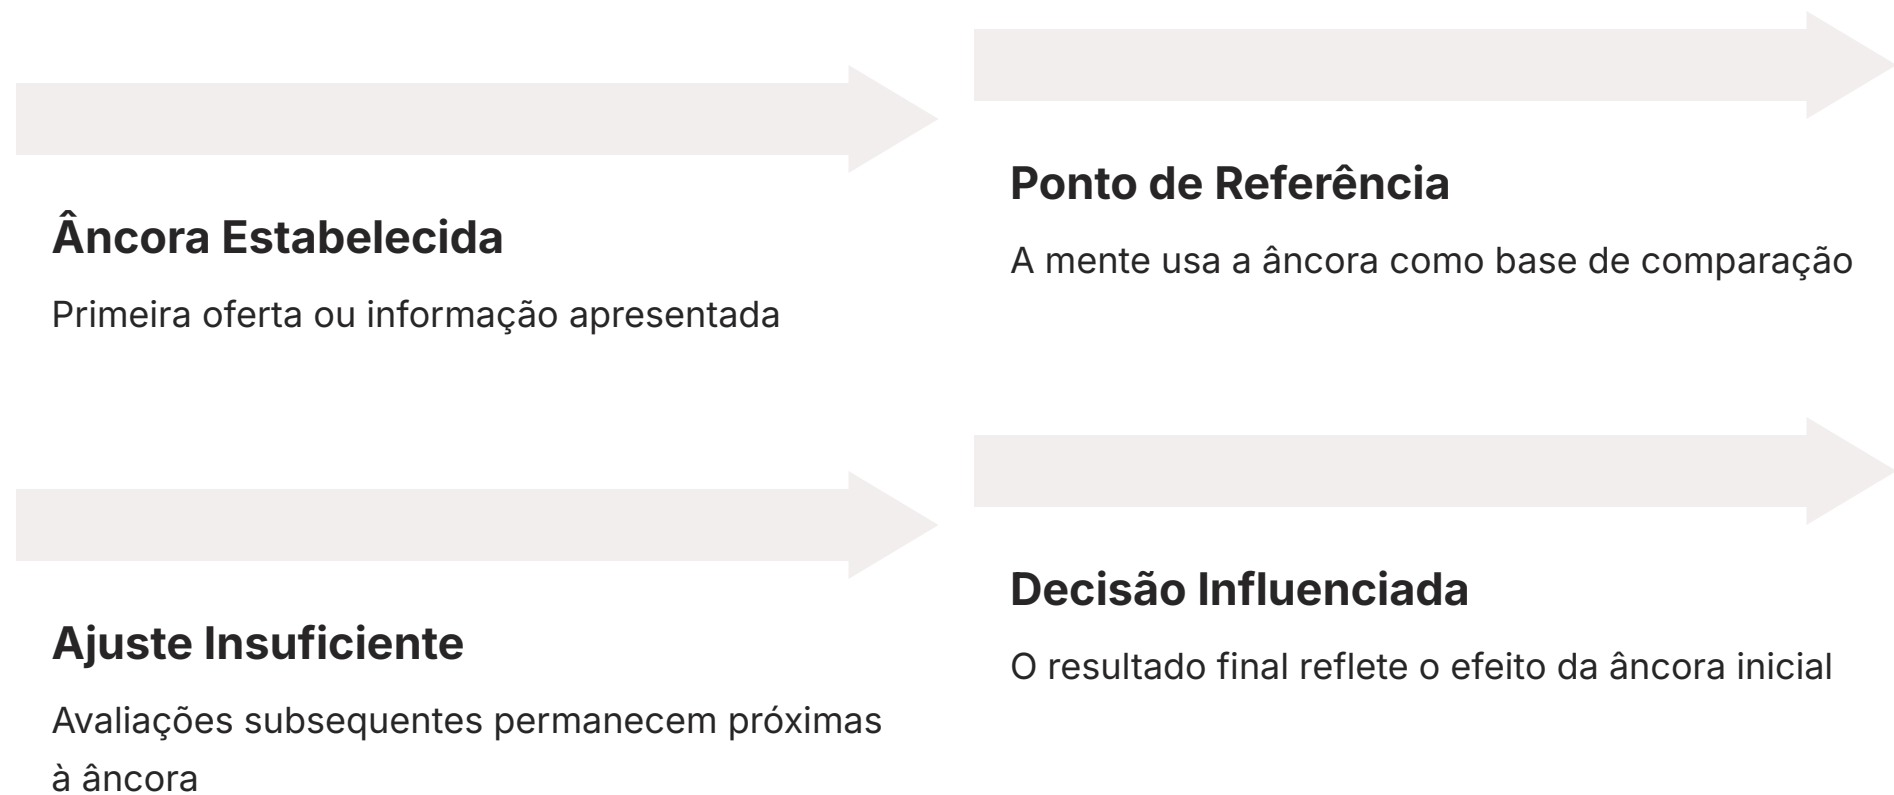 Âncora Estabelecida
Primeira oferta ou informação apresentada
Ponto de Referência
A mente usa a âncora como base de comparação
Ajuste Insuficiente
Avaliações subsequentes permanecem próximas
à âncora
Decisão Influenciada
O resultado final reflete o efeito da âncora inicial